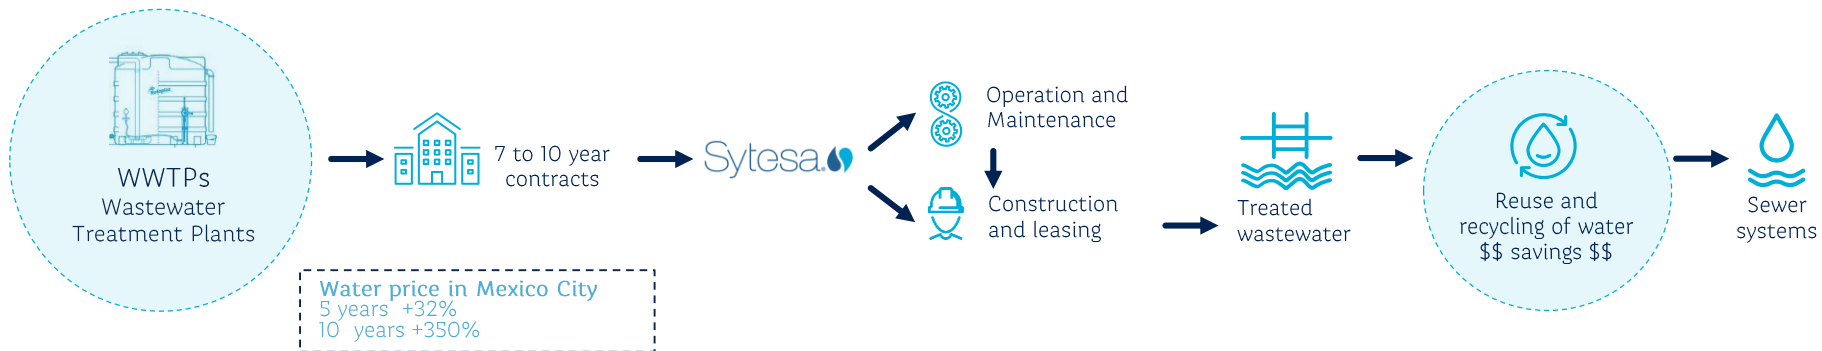 WWTPs
Wastewater
Treatment Plants
7 to 10 year
contracts
Sytesa
Operation and
Maintenance
Construction
and leasing
Treated
wastewater
Reuse and
recycling of water
$$ savings $$
Sewer
systems
Water price in Mexico City
5 years +32%
10 years +350%